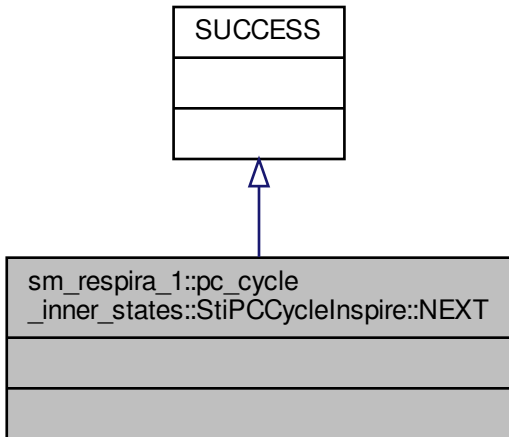 SUCCESS
sm_respira_1::pc_cycle
_inner_states::StiPCCycleInspire::NEXT